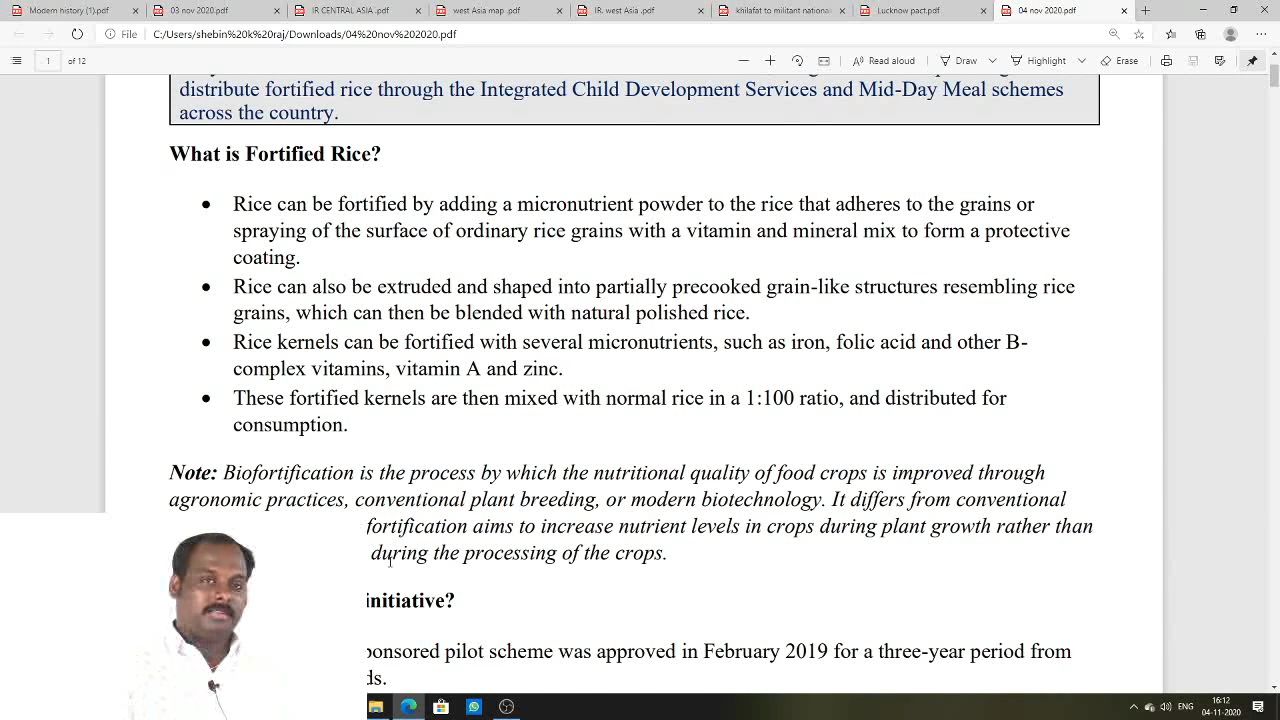 Modern history (1).pdf
03 nov 2020.pdf
IR CENTRAL ASIA .pdf
west Asia map .pdf
IR. west Asia .pdf
khilafat to militant national
Lucknow pact.pdf
04 nov 2020.pdf
File C:/Users/shebin%20k%20raj/Downloads/04%20nov%202020.pdf
1 of 12
Read aloud
Draw
Highlight
Erase
distribute fortified rice through the Integrated Child Development Services and Mid-Day Meal schemes
across the country.
What is Fortified Rice?
• Rice can be fortified by adding a micronutrient powder to the rice that adheres to the grains or
spraying of the surface of ordinary rice grains with a vitamin and mineral mix to form a protective
coating.
• Rice can also be extruded and shaped into partially precooked grain-like structures resembling rice
grains, which can then be blended with natural polished rice.
• Rice kernels can be fortified with several micronutrients, such as iron, folic acid and other B-
complex vitamins, vitamin A and zinc.
• These fortified kernels are then mixed with normal rice in a 1:100 ratio, and distributed for
consumption.
Note: Biofortification is the process by which the nutritional quality of food crops is improved through
agronomic practices, conventional plant breeding, or modern biotechnology. It differs from conventional
fortification aims to increase nutrient levels in crops during plant growth rather than
during the processing of the crops.
initiative?
ponsored pilot scheme was approved in February 2019 for a three-year period from
ds.
ENG
16:12
04-11-2020